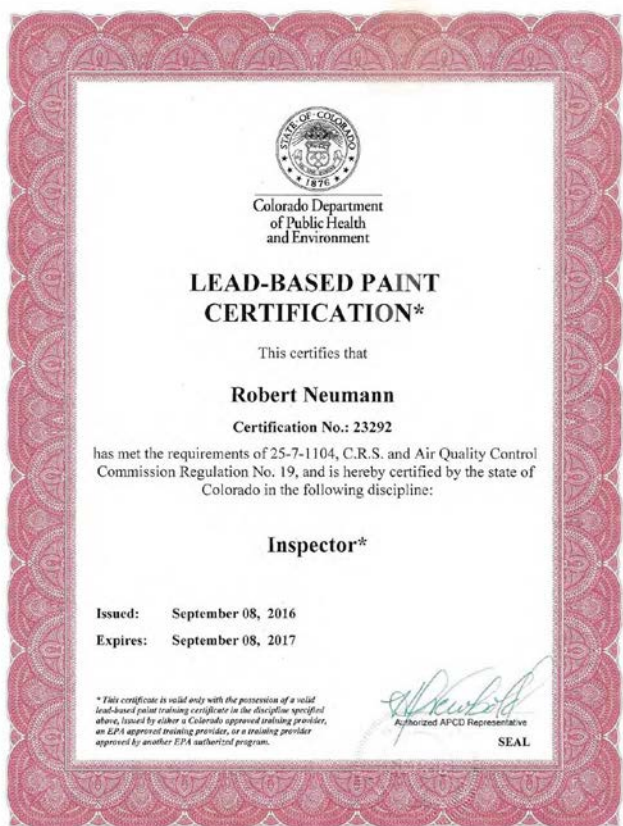 STATE OF COLORADO
1876
Colorado Department
of Public Health
and Environment
LEAD-BASED PAINT
CERTIFICATION*
This certifies that
Robert Neumann
Certification No.: 23292
has met the requirements of 25-7-1104, C.R.S. and Air Quality Control
Commission Regulation No. 19, and is hereby certified by the state of
Colorado in the following discipline:
Inspector*
Issued: September 08, 2016
Expires: September 08, 2017
* This certificate is valid only with the possession of a valid
lead-based paint training certificate in the discipline specified
above, issued by either a Colorado approved training provider,
an EPA approved training provider, or a training provider
approved by another EPA authorized program.
Authorized APCD Representative
SEAL